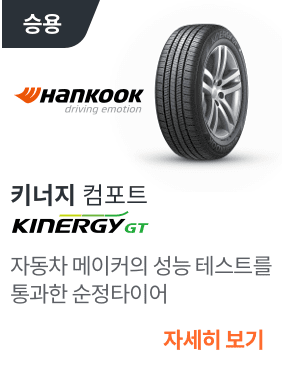 승용
HANKOOK
driving emotion
키너지 컴포트
KINERGY GT
자동차 메이커의 성능 테스트를
통과한 순정타이어
자세히 보기